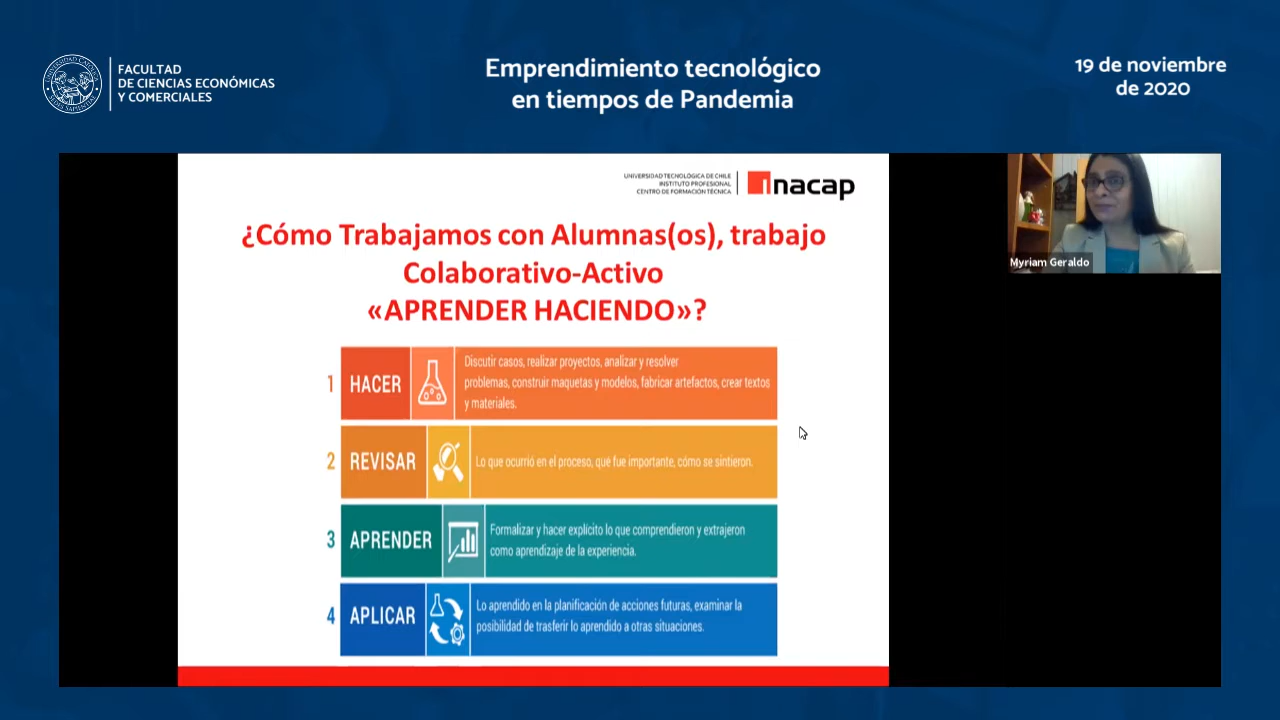 FACULTAD
DE CIENCIAS ECONÓMICAS
Y COMERCIALES
Emprendimiento tecnológico
en tiempos de Pandemia
19 de noviembre
de 2020
UNIVERSIDAD TECNOLÓGICA DE CHILE
INSTITUTO PROFESIONAL
CENTRO DE FORMACIÓN TÉCNICA
inacap
¿Cómo Trabajamos con Alumnas(os), trabajo
Colaborativo-Activo
«APRENDER HACIENDO»?
1 HACER
Discutir casos, realizar proyectos, analizar y resolver
problemas, construir maquetas y modelos, fabricar artefactos, crear textos
y materiales.
2 REVISAR
Lo que ocurrió en el proceso, qué fue importante, cómo se sintieron.
3 APRENDER
Formalizar y hacer explícito lo que comprendieron y extrajeron
como aprendizaje de la experiencia.
4 APLICAR
Lo aprendido en la planificación de acciones futuras, examinar la
posibilidad de trasferir lo aprendido a otras situaciones.
Myriam Geraldo